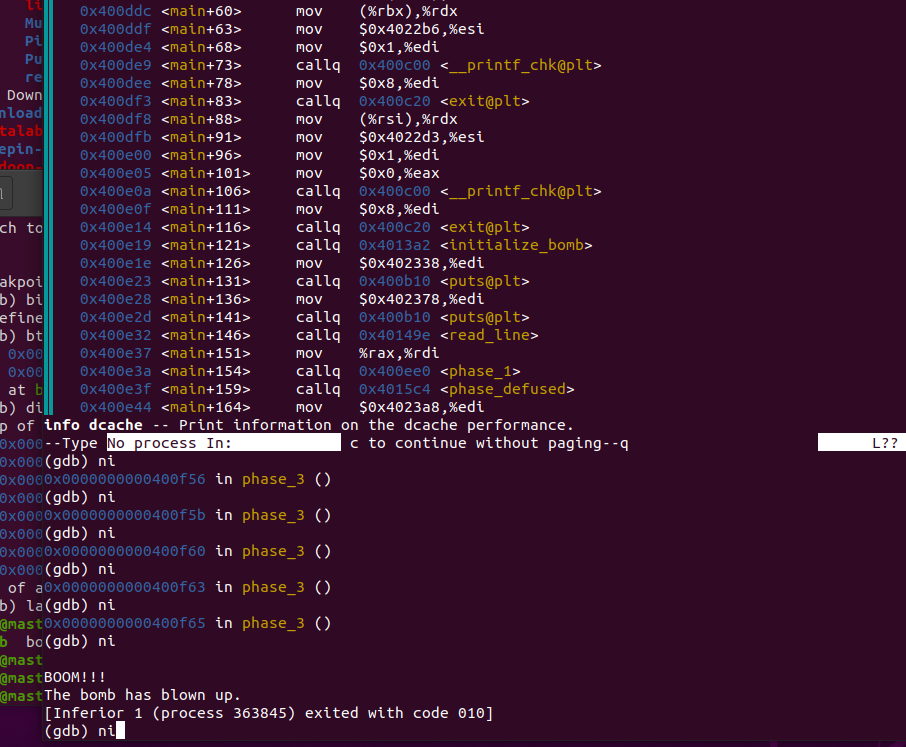 li
0x400ddc <main+60> mov (%rbx),%rdx
Mu
0x400ddf <main+63> mov $0x4022b6,%esi
Pi
0x400de4 <main+68> mov $0x1,%edi
Pu
0x400de9 <main+73> callq 0x400c00 <__printf_chk@plt>
re
0x400dee <main+78> mov $0x8,%edi
Down
0x400df3 <main+83> callq 0x400c20 <exit@plt>
nload
0x400df8 <main+88> mov (%rsi),%rdx
talab
0x400dfb <main+91> mov $0x4022d3,%esi
epin-
0x400e00 <main+96> mov $0x1,%edi
doop-
0x400e05 <main+101> mov $0x0,%eax
0x400e0a <main+106> callq 0x400c00 <__printf_chk@plt>
0x400e0f <main+111> mov $0x8,%edi
ch to
0x400e14 <main+116> callq 0x400c20 <exit@plt>
0x400e19 <main+121> callq 0x4013a2 <initialize_bomb>
0x400e1e <main+126> mov $0x402338,%edi
akpoi
0x400e23 <main+131> callq 0x400b10 <puts@plt>
b) bi
0x400e28 <main+136> mov $0x402378,%edi
efine
0x400e2d <main+141> callq 0x400b10 <puts@plt>
b) bt
0x400e32 <main+146> callq 0x40149e <read_line>
0x00
0x400e37 <main+151> mov %rax,%rdi
0x00
0x400e3a <main+154> callq 0x400ee0 <phase_1>
at b
0x400e3f <main+159> callq 0x4015c4 <phase_defused>
b) di
0x400e44 <main+164> mov $0x4023a8,%edi
p of
info dcache -- Print information on the dcache performance.
0x000
--Type No process In: c to continue without paging--q L??
0x000
(gdb) ni
0x000
0x0000000000400f56 in phase_3 ()
0x000
(gdb) ni
0x000
0x0000000000400f5b in phase_3 ()
0x000
(gdb) ni
0x000
0x0000000000400f60 in phase_3 ()
0x000
(gdb) ni
of a
0x0000000000400f63 in phase_3 ()
b) la
(gdb) ni
@mast
0x0000000000400f65 in phase_3 ()
b bo
(gdb) ni
@mast
@mast
BOOM!!!
@mast
The bomb has blown up.
[Inferior 1 (process 363845) exited with code 010]
(gdb) ni